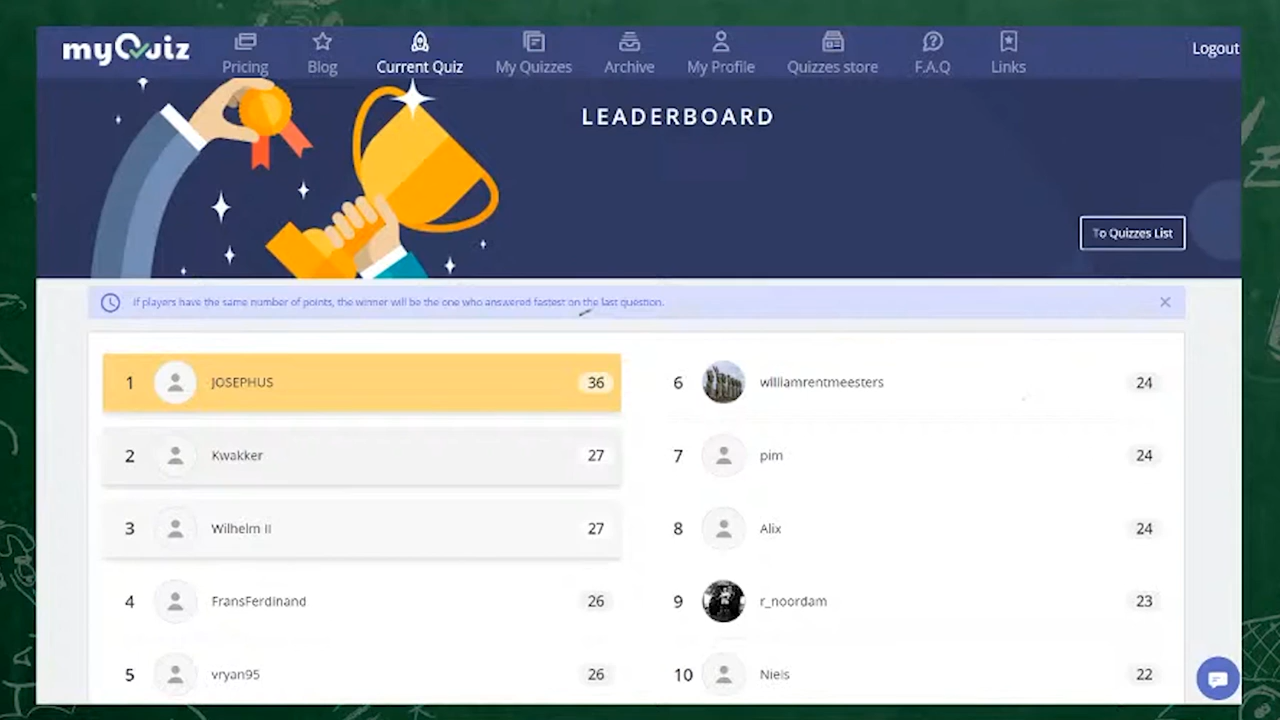 myQuiz
Pricing
Blog
Current Quiz
My Quizzes
Archive
My Profile
Quizzes store
F.A.Q
Links
Logout
LEADERBOARD
To Quizzes List
If players have the same number of points, the winner will be the one who answered fastest on the last question.
1 JOSEPHUS 36
2 Kwakker 27
3 Wilhelm II 27
4 FransFerdinand 26
5 vryan95 26
6 williamrentmeesters 24
7 pim 24
8 Alix 24
9 r_noordam 23
10 Niels 22